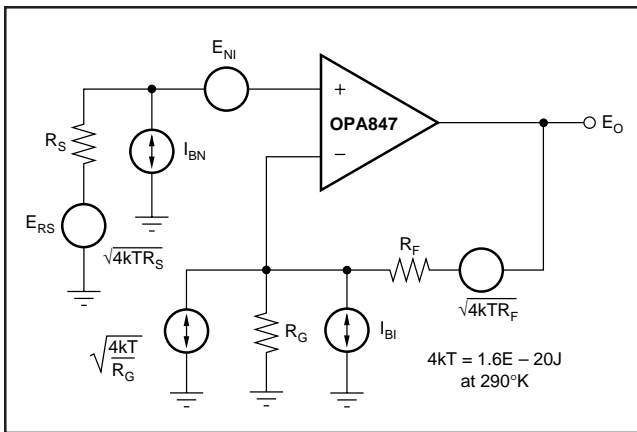 E_NI
+
OPA847
−
E_O
R_S
I_BN
E_RS
√4kTR_S
R_F
√4kTR_F
√4kT/R_G
R_G
I_BI
4kT = 1.6E – 20J
at 290°K